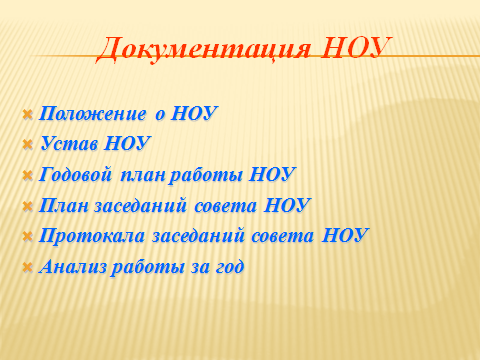 Документация НОУ
Положение о НОУ
Устав НОУ
Годовой план работы НОУ
План заседаний совета НОУ
Протокала заседаний совета НОУ
Анализ работы за год